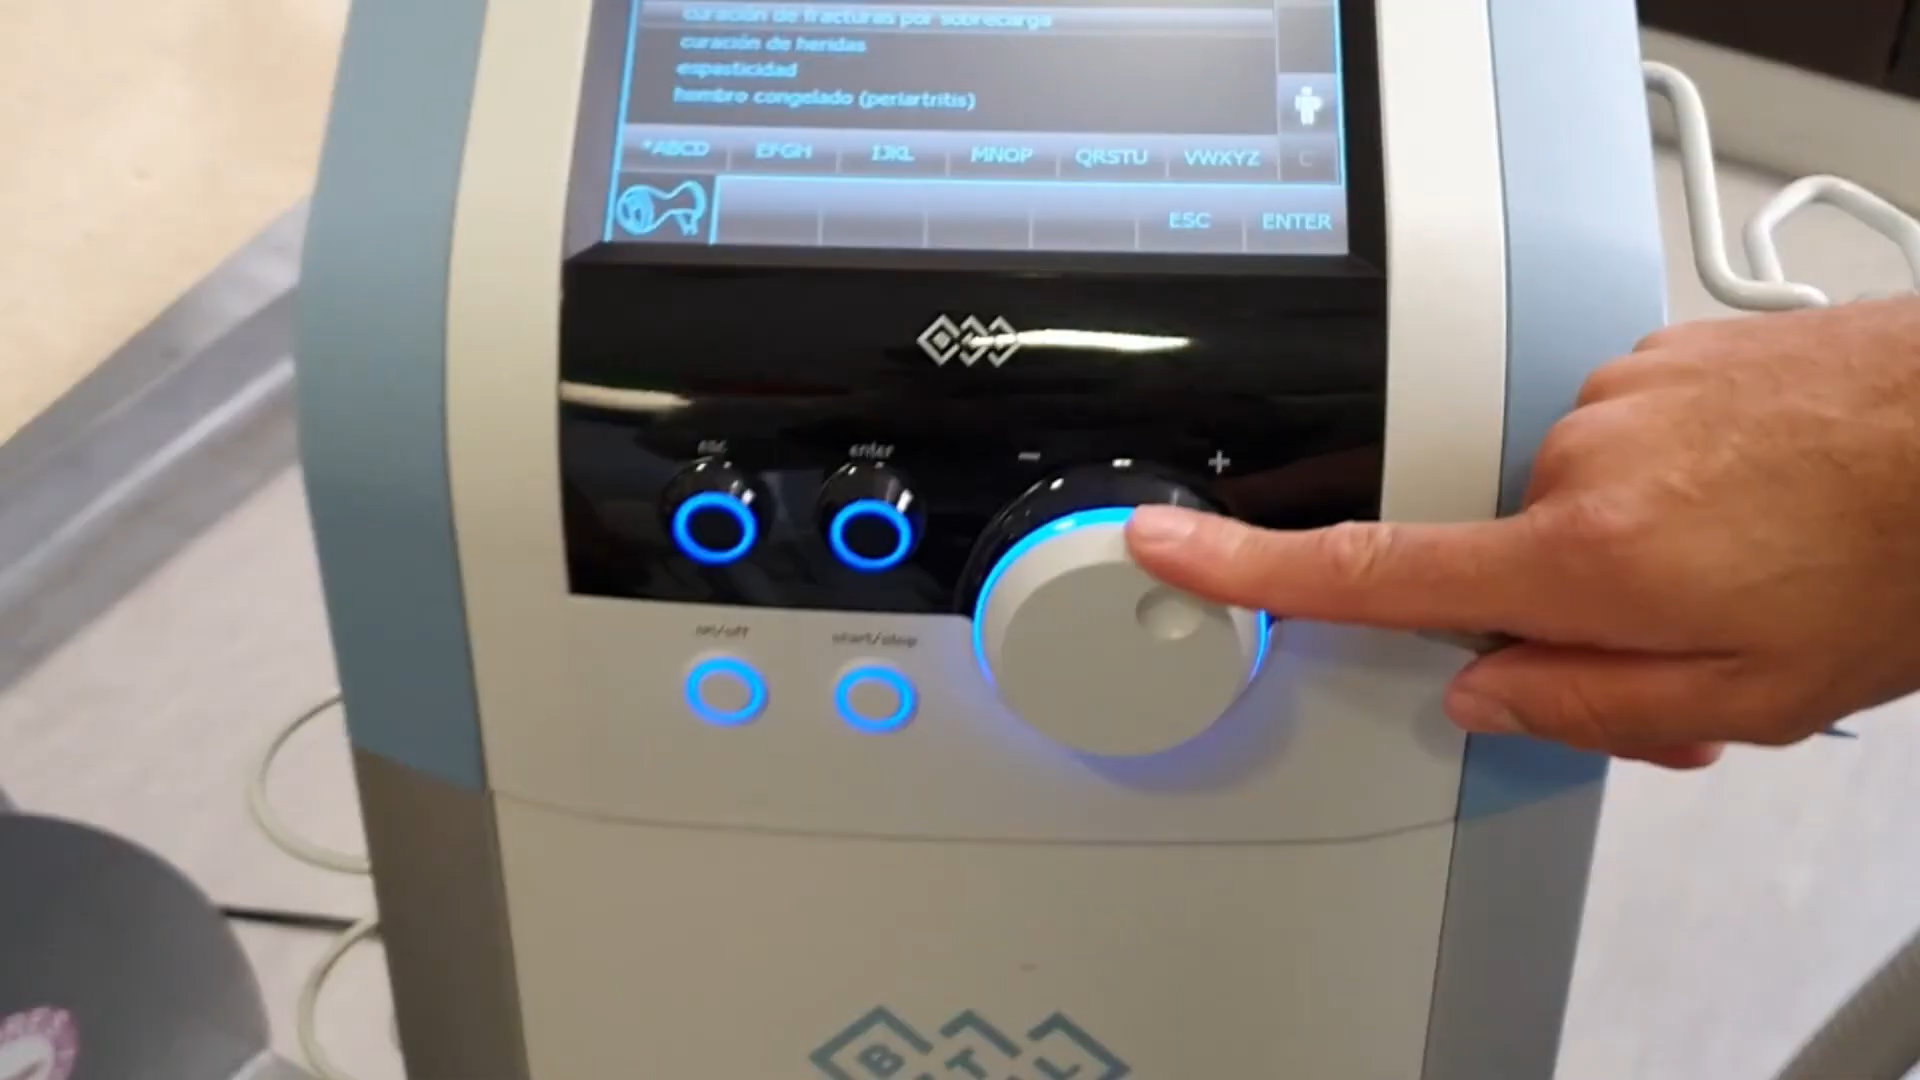 curación de fracturas por sobrecarga
curación de heridas
espasticidad
hombro congelado (periartritis)
*ABCD EFGH IJKL MNOP QRSTU VWXYZ C
ESC ENTER
esc enter - +
on/off start/stop
BTL